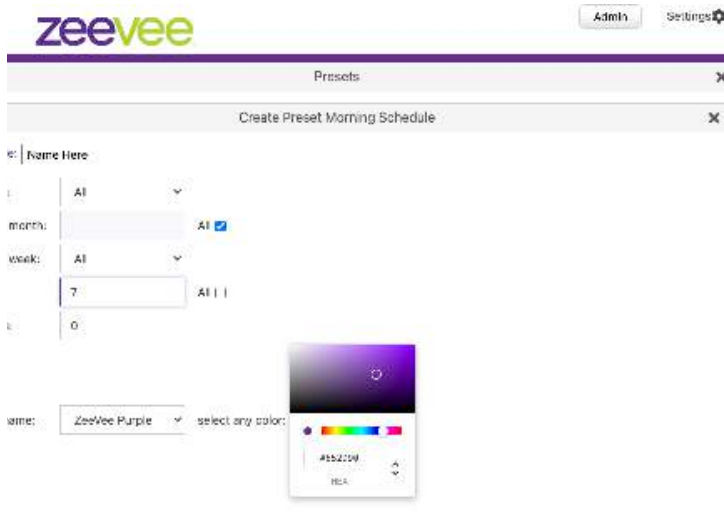 zeevee
Admin Settings
Presets
Create Preset Morning Schedule
Name Here
All
month: All
week: All
7 All
0
ZeeVee Purple select any color:
HEX